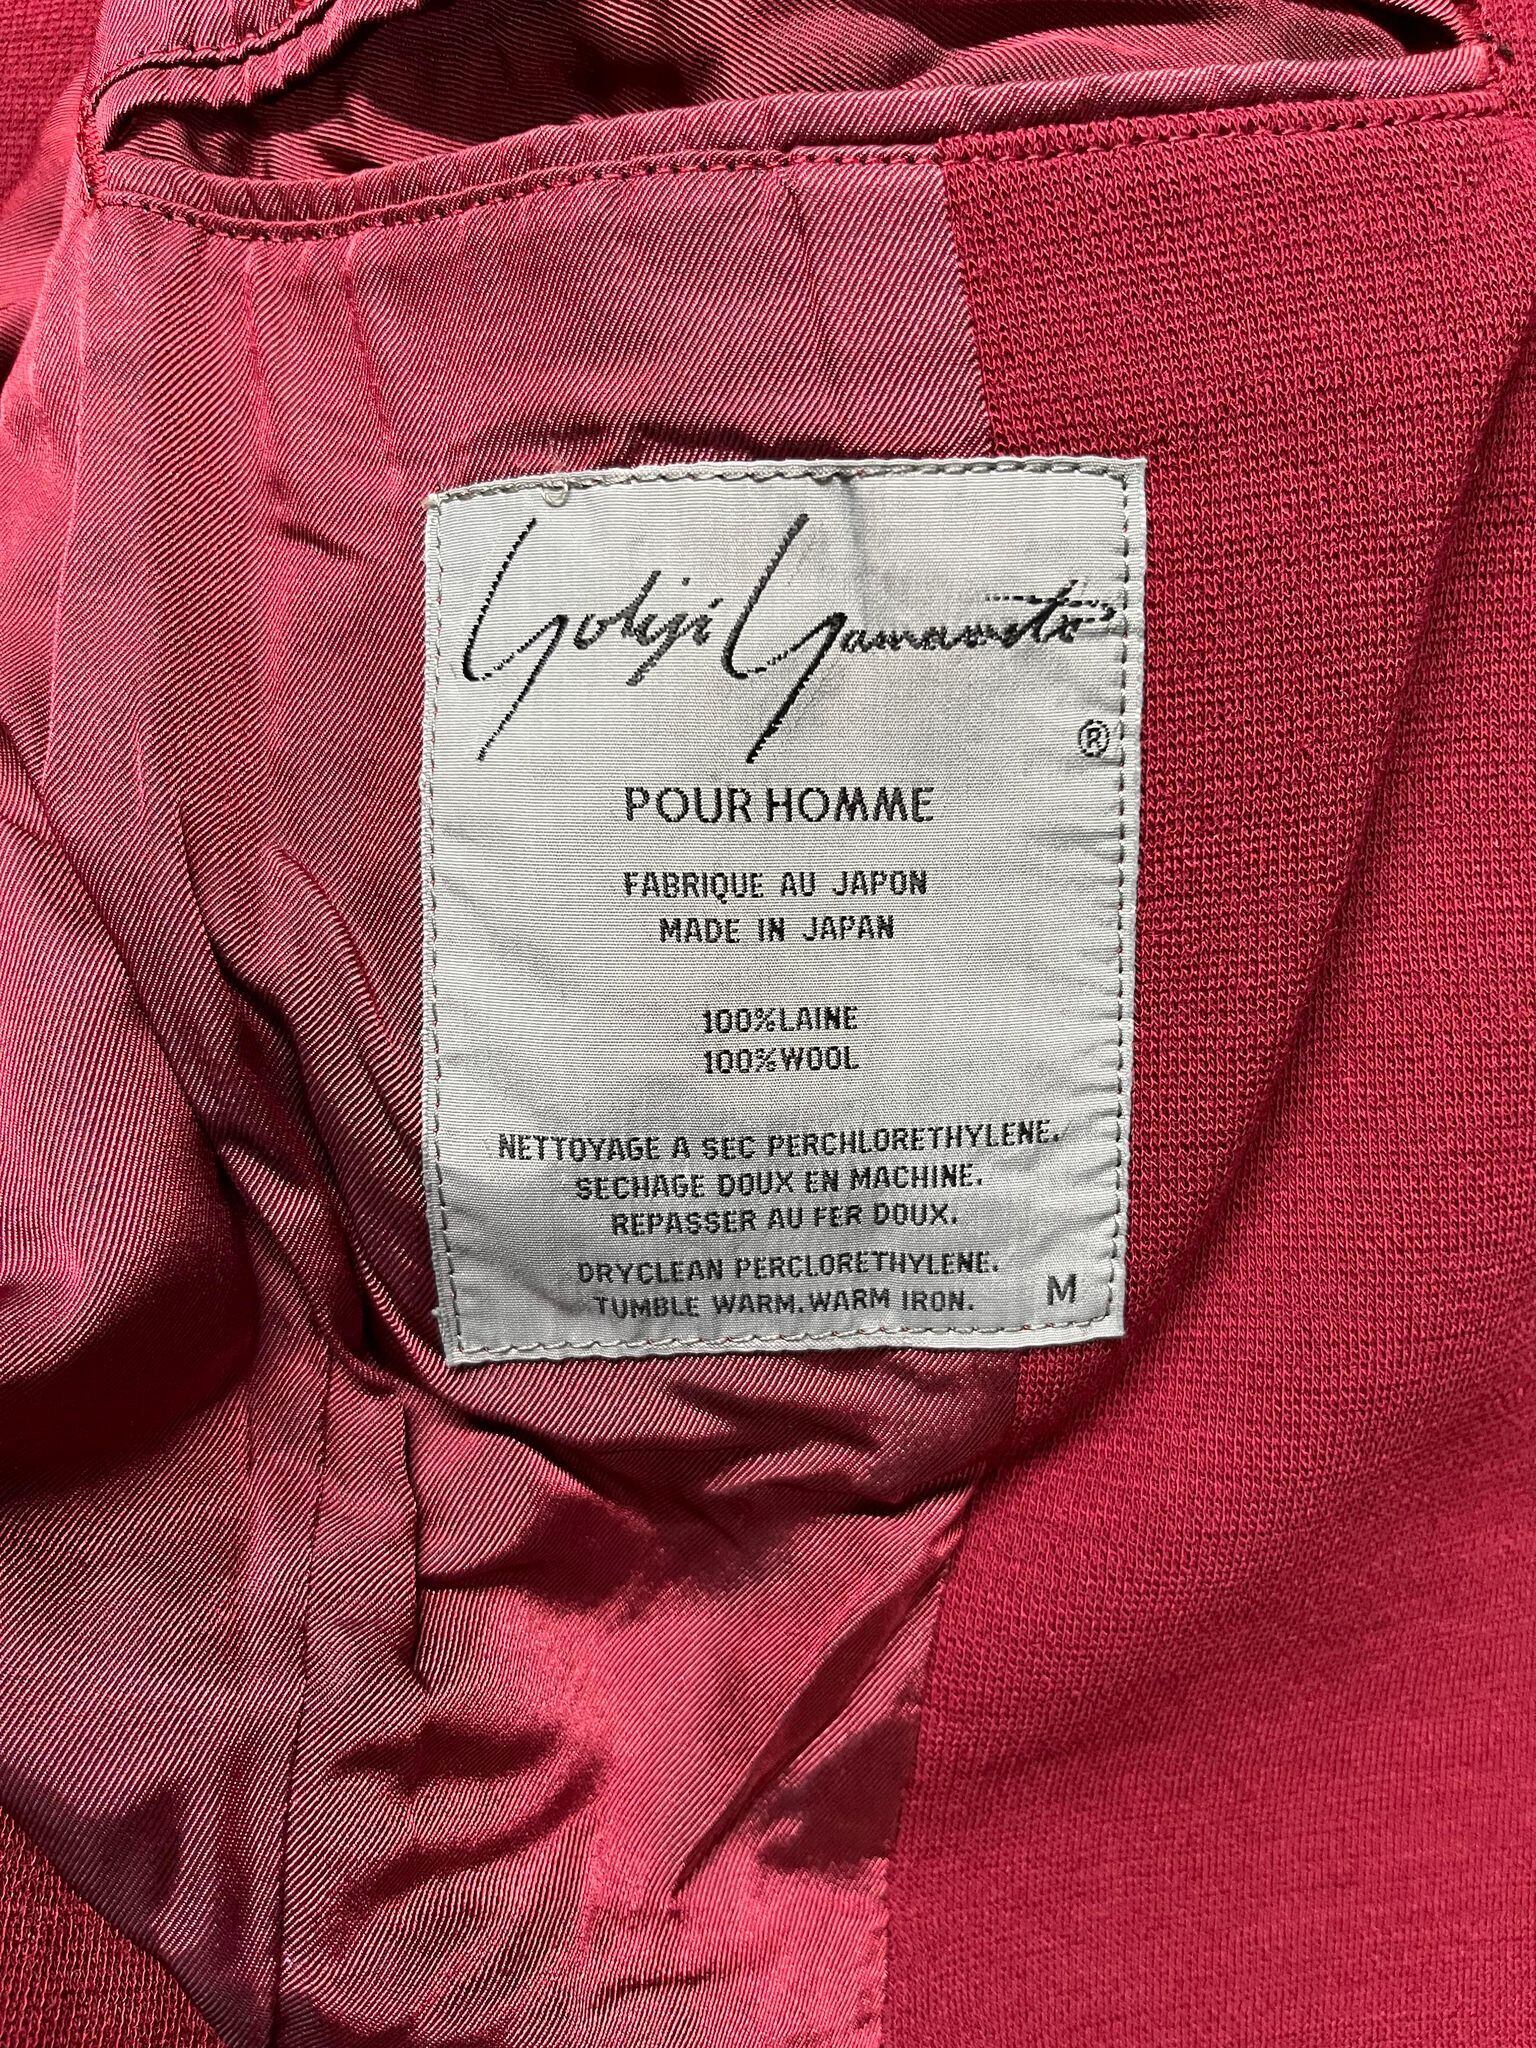 Yohji Yamamoto
®
POUR HOMME
FABRIQUE AU JAPON
MADE IN JAPAN
100%LAINE
100%WOOL
NETTOYAGE A SEC PERCHLORETHYLENE.
SECHAGE DOUX EN MACHINE.
REPASSER AU FER DOUX.
DRYCLEAN PERCLORETHYLENE.
TUMBLE WARM.WARM IRON.
M